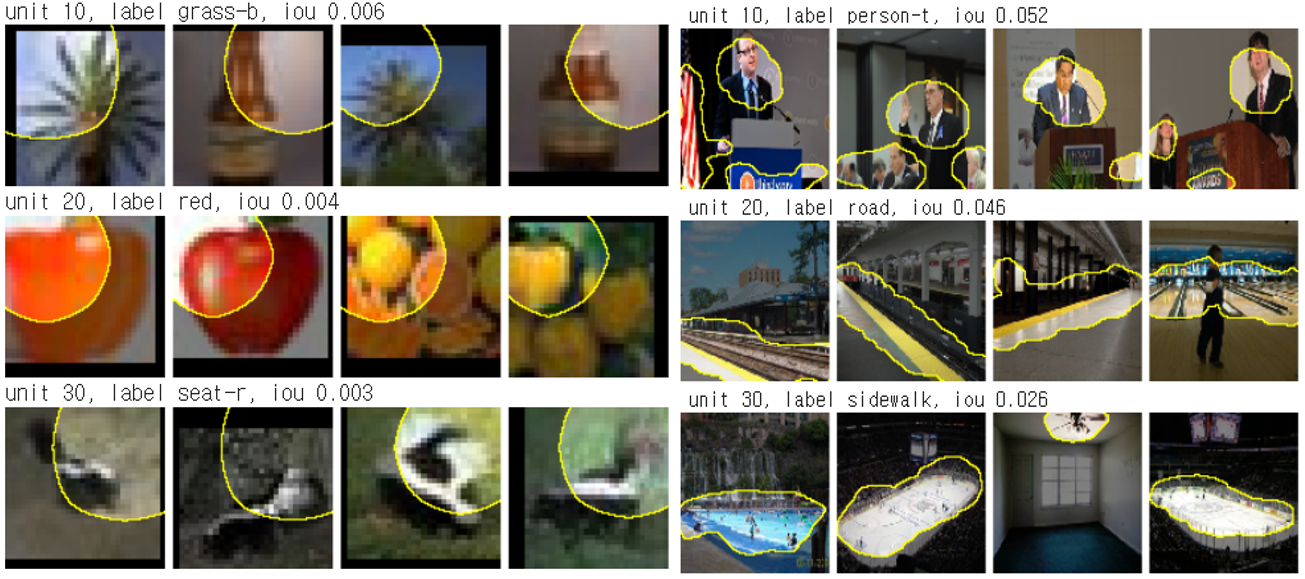 unit 10, label grass-b, iou 0.006
unit 10, label person-t, iou 0.052
unit 20, label red, iou 0.004
unit 20, label road, iou 0.046
unit 30, label seat-r, iou 0.003
unit 30, label sidewalk, iou 0.026